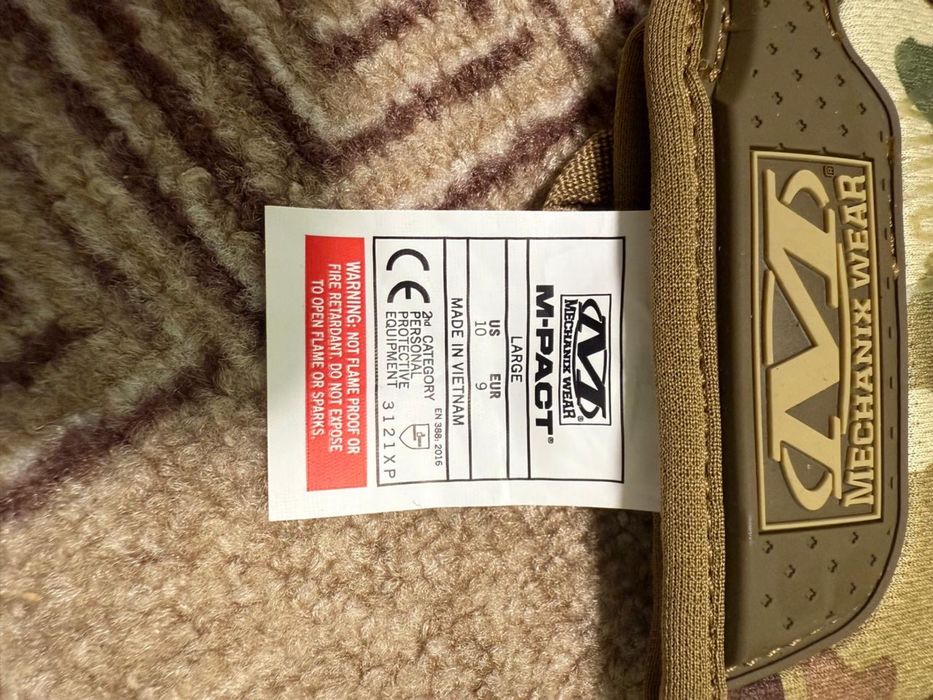 MECHANIX WEAR
®
MECHANIX WEAR®
M-PACT®
LARGE
US EUR
10 9
MADE IN VIETNAM
CE 2nd CATEGORY
PERSONAL
PROTECTIVE
EQUIPMENT
EN 388: 2016
3121XP
WARNING: NOT FLAME PROOF OR
FIRE RETARDANT. DO NOT EXPOSE
TO OPEN FLAME OR SPARKS.